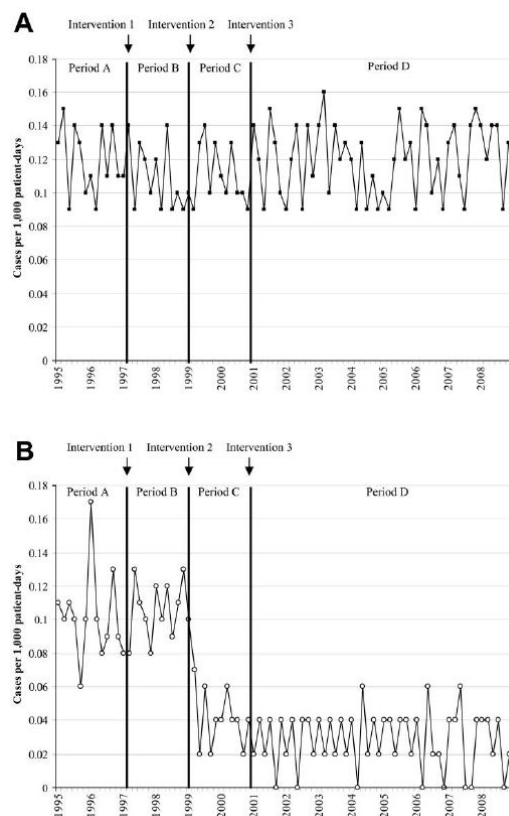 A
Intervention 1 Intervention 2 Intervention 3
0.18
Period A Period B Period C Period D
0.16
0.14
0.12
0.1
0.08
0.06
0.04
0.02
0
Cases per 1,000 patient-days
1995 1996 1997 1998 1999 2000 2001 2002 2003 2004 2005 2006 2007 2008
B
Intervention 1 Intervention 2 Intervention 3
0.18
Period A Period B Period C Period D
0.16
0.14
0.12
0.1
0.08
0.06
0.04
0.02
0
Cases per 1,000 patient-days
1995 1996 1997 1998 1999 2000 2001 2002 2003 2004 2005 2006 2007 2008